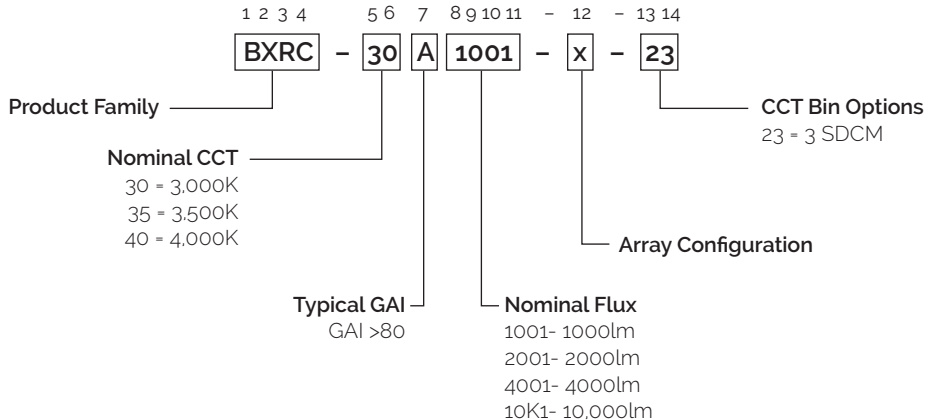 1 2 3 4 5 6 7 8 9 10 11 - 12 - 13 14
BXRC - 30 A 1001 - x - 23
Product Family
CCT Bin Options
23 = 3 SDCM
Nominal CCT
30 = 3,000K
35 = 3,500K
40 = 4,000K
Array Configuration
Typical GAI
GAI >80
Nominal Flux
1001- 1000lm
2001- 2000lm
4001- 4000lm
10K1- 10,000lm